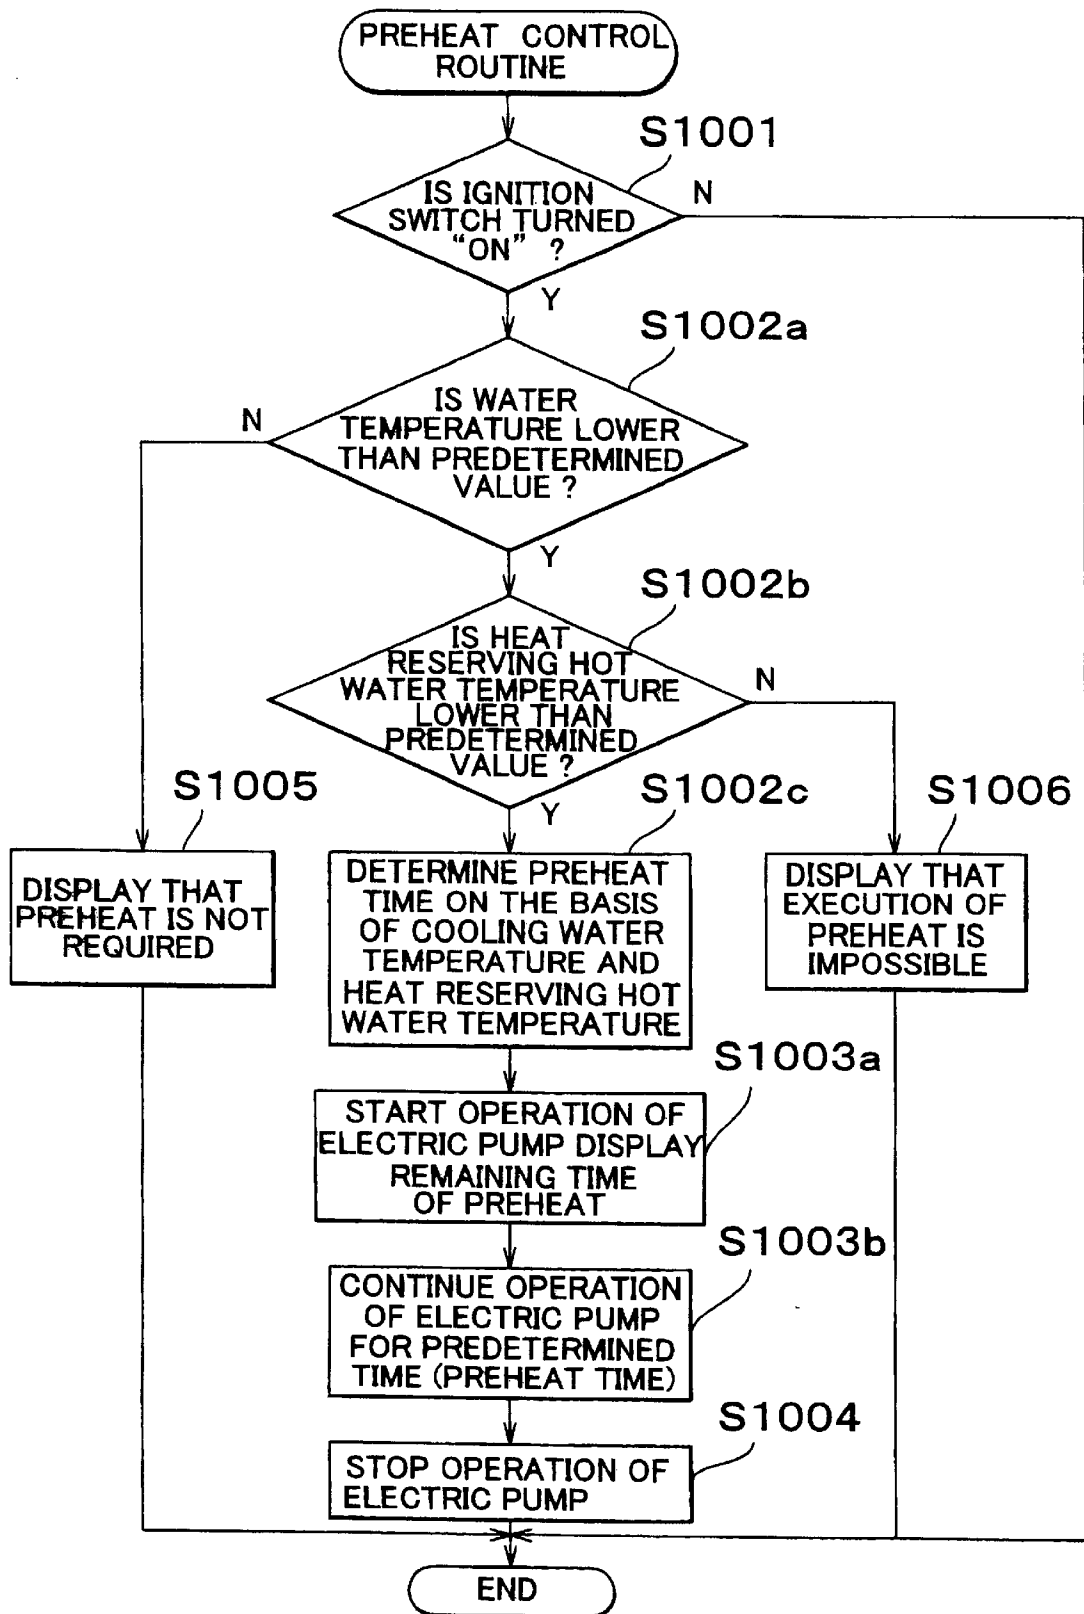 PREHEAT CONTROL
ROUTINE
S1001
IS IGNITION
SWITCH TURNED
“ON” ?
N
Y
S1002a
IS WATER
TEMPERATURE LOWER
THAN PREDETERMINED
VALUE ?
N
Y
S1002b
IS HEAT
RESERVING HOT
WATER TEMPERATURE
LOWER THAN
PREDETERMINED
VALUE ?
N
Y
S1005
DISPLAY THAT
PREHEAT IS NOT
REQUIRED
S1002c
DETERMINE PREHEAT
TIME ON THE BASIS
OF COOLING WATER
TEMPERATURE AND
HEAT RESERVING HOT
WATER TEMPERATURE
S1006
DISPLAY THAT
EXECUTION OF
PREHEAT IS
IMPOSSIBLE
S1003a
START OPERATION OF
ELECTRIC PUMP DISPLAY
REMAINING TIME
OF PREHEAT
S1003b
CONTINUE OPERATION
OF ELECTRIC PUMP
FOR PREDETERMINED
TIME (PREHEAT TIME)
S1004
STOP OPERATION OF
ELECTRIC PUMP
END